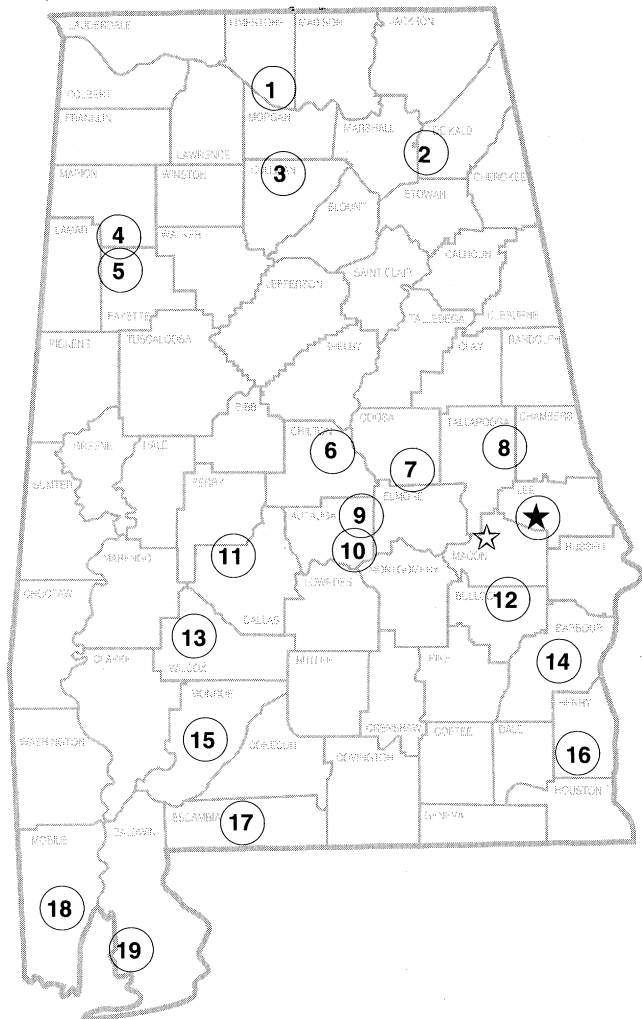 LAUDERDALE
LIMESTONE
MADISON
JACKSON
COLBERT
1
FRANKLIN
MORGAN
MARSHALL
DE KALB
LAWRENCE
2
MARION
WINSTON
3
CHEROKEE
ETOWAH
BLOUNT
LAMAR
4
WALKER
CALHOUN
5
SAINT CLAIR
JEFFERSON
FAYETTE
TALLEDEGA
CLEBURNE
PICKENS
TUSCALOOSA
SHELBY
CLAY
RANDOLPH
BIBB
COOSA
TALLAPOOSA
CHAMBERS
CHILTON
GREENE
HALE
6
8
SUMTER
PERRY
7
ELMORE
LEE
AUTAUGA
9
10
RUSSELL
MARENGO
11
MACON
MONTGOMERY
LOWNDES
CHOCTAW
BULLOCK
12
DALLAS
BARBOUR
13
CLARKE
WILCOX
BUTLER
PIKE
14
MONROE
HENRY
WASHINGTON
15
CONECUH
CRENSHAW
COFFEE
DALE
COVINGTON
16
HOUSTON
ESCAMBIA
17
GENEVA
MOBILE
BALDWIN
18
19